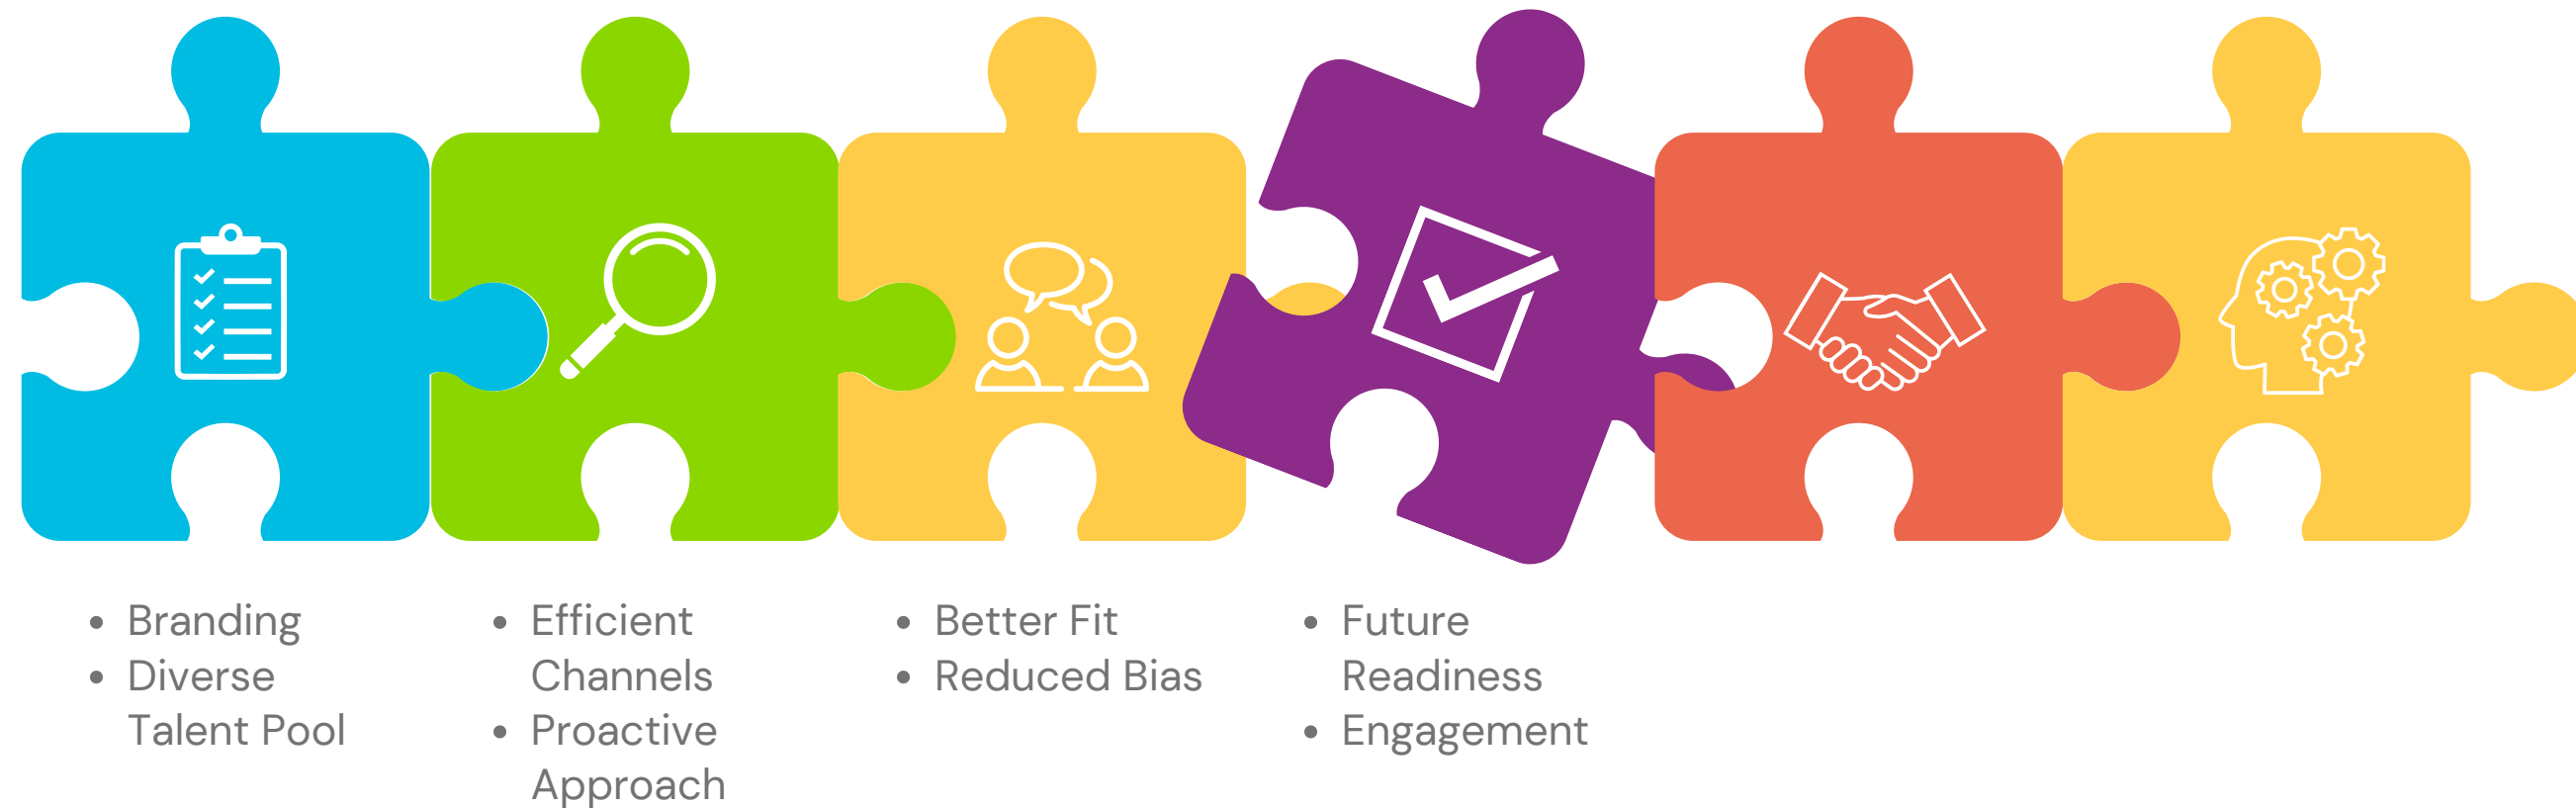 • Branding
• Diverse
Talent Pool
• Efficient
Channels
• Proactive
Approach
• Better Fit
• Reduced Bias
• Future
Readiness
• Engagement